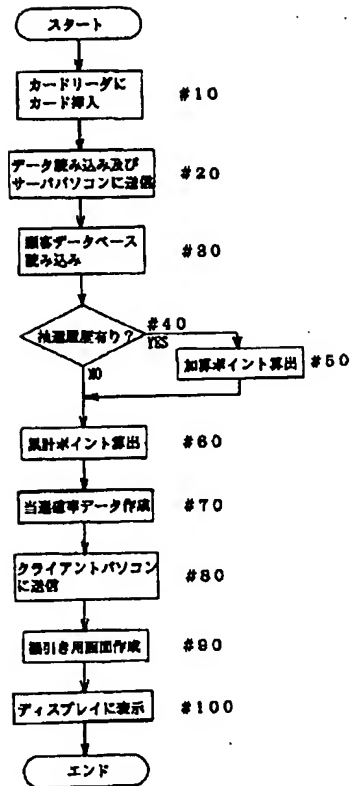 スタート
カードリーダに
カード挿入
#10
データ読み込み及び
サーバパソコンに送信
#20
顧客データベース
読み込み
#30
抽選履歴有り?
#40
YES
NO
加算ポイント算出
#50
累計ポイント算出
#60
当選確率データ作成
#70
クライアントパソコン
に送信
#80
籤引き用画面作成
#90
ディスプレイに表示
#100
エンド